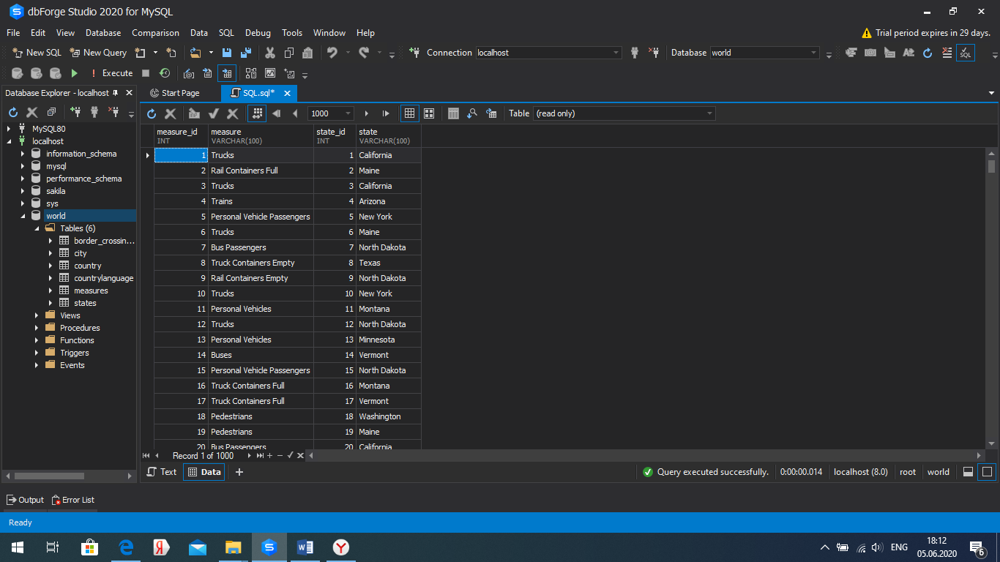 dbForge Studio 2020 for MySQL
File Edit View Database Comparison Data SQL Debug Tools Window Help
Trial period expires in 29 days.
New SQL New Query Connection localhost Database world SQL
Execute
Database Explorer - localhost
Start Page SQL.sql*
1000 Table (read only)
MySQL80
localhost
information_schema
mysql
performance_schema
sakila
sys
world
Tables (6)
border_crossin...
city
country
countrylanguage
measures
states
Views
Procedures
Functions
Triggers
Events
measure_id measure state_id state
INT VARCHAR(100) INT VARCHAR(100)
1 Trucks 1 California
2 Rail Containers Full 2 Maine
3 Trucks 3 California
4 Trains 4 Arizona
5 Personal Vehicle Passengers 5 New York
6 Trucks 6 Maine
7 Bus Passengers 7 North Dakota
8 Truck Containers Empty 8 Texas
9 Rail Containers Empty 9 North Dakota
10 Trucks 10 New York
11 Personal Vehicles 11 Montana
12 Trucks 12 North Dakota
13 Personal Vehicles 13 Minnesota
14 Buses 14 Vermont
15 Personal Vehicle Passengers 15 North Dakota
16 Truck Containers Full 16 Montana
17 Truck Containers Full 17 Vermont
18 Pedestrians 18 Washington
19 Pedestrians 19 Maine
20 Bus Passengers 20 California
Record 1 of 1000
Text Data
Query executed successfully. 0:00:00.014 localhost (8.0) root world
Output Error List
Ready
ENG 18:12
05.06.2020 6